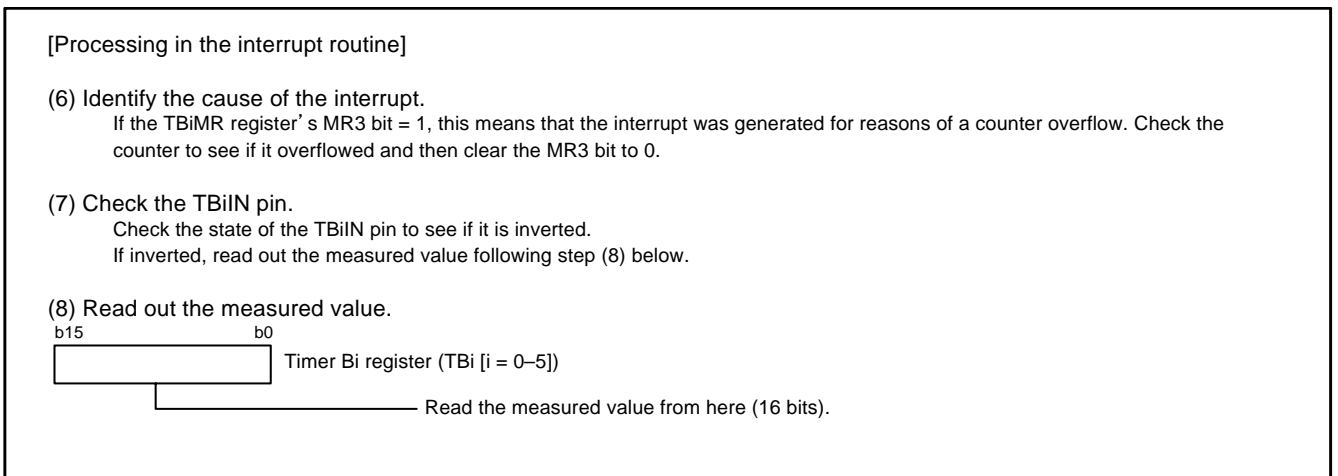 [Processing in the interrupt routine]
(6) Identify the cause of the interrupt.
If the TBiMR register's MR3 bit = 1, this means that the interrupt was generated for reasons of a counter overflow. Check the
counter to see if it overflowed and then clear the MR3 bit to 0.
(7) Check the TBiIN pin.
Check the state of the TBiIN pin to see if it is inverted.
If inverted, read out the measured value following step (8) below.
(8) Read out the measured value.
b15 b0
Timer Bi register (TBi [i = 0–5])
Read the measured value from here (16 bits).